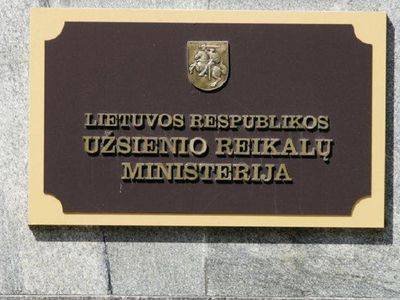 LIETUVOS RESPUBLIKOS
UŽSIENIO REIKALŲ
MINISTERIJA